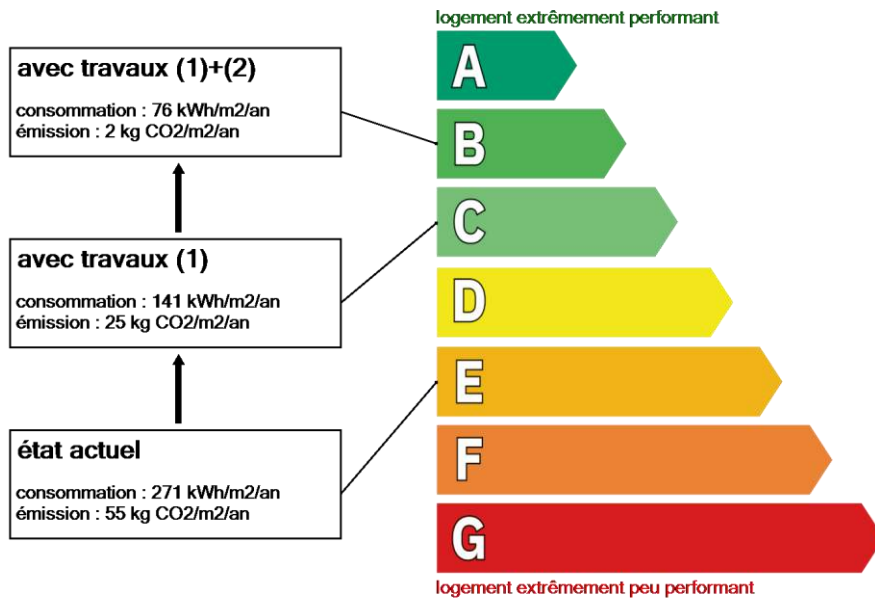 logement extrêmement performant
avec travaux (1)+(2)
consommation : 76 kWh/m2/an
émission : 2 kg CO2/m2/an
avec travaux (1)
consommation : 141 kWh/m2/an
émission : 25 kg CO2/m2/an
état actuel
consommation : 271 kWh/m2/an
émission : 55 kg CO2/m2/an
A
B
C
D
E
F
G
logement extrêmement peu performant